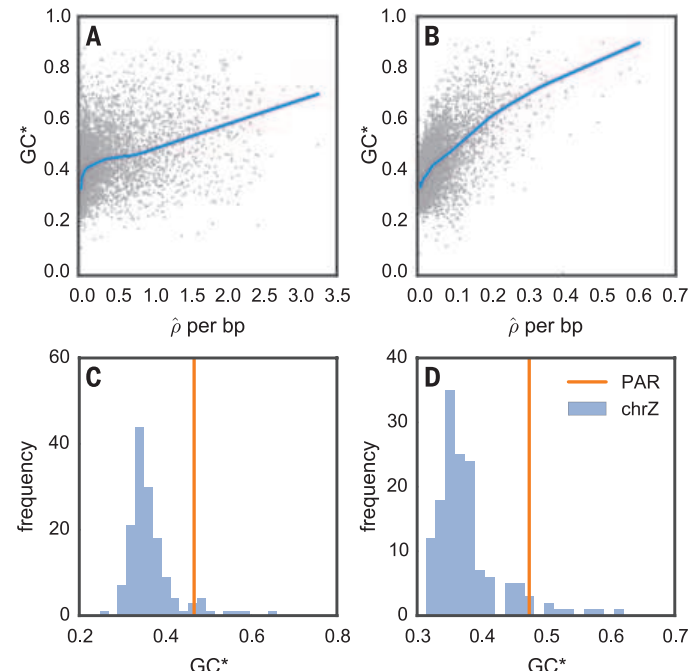 A
B
1.0
0.8
0.6
0.4
0.2
0.0
GC*
0.0 0.5 1.0 1.5 2.0 2.5 3.0 3.5
ρ̂ per bp
1.0
0.8
0.6
0.4
0.2
0.0
GC*
0.0 0.1 0.2 0.3 0.4 0.5 0.6 0.7
ρ̂ per bp
C
60
40
20
0
frequency
0.2 0.4 0.6 0.8
GC*
D
PAR
chrZ
40
30
20
10
0
frequency
0.3 0.4 0.5 0.6 0.7
GC*